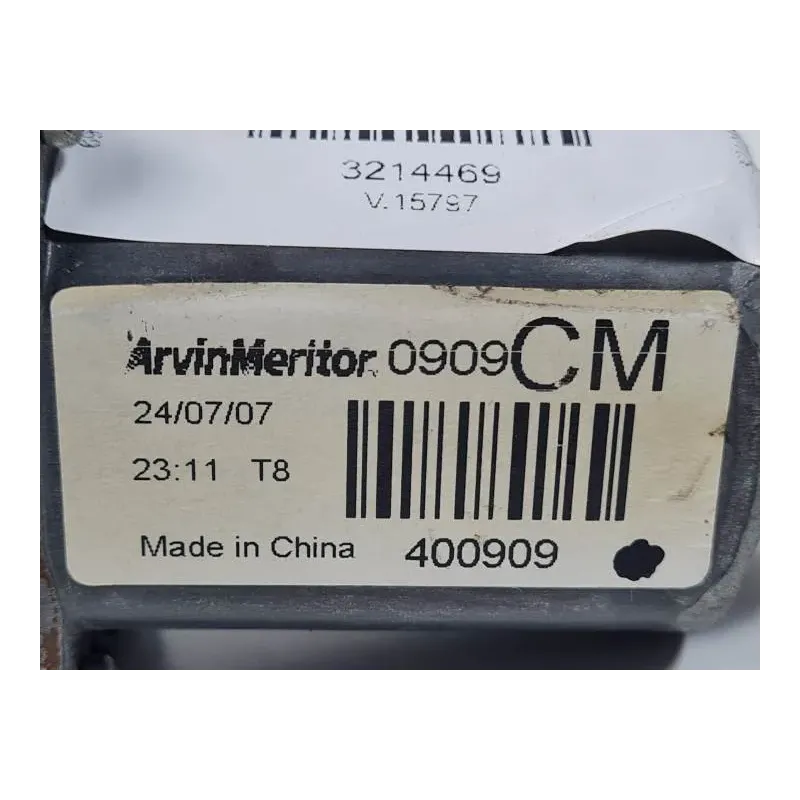 3214469
V.15797
ArvinMeritor 0909CM
24/07/07
23:11 T8
Made in China 400909